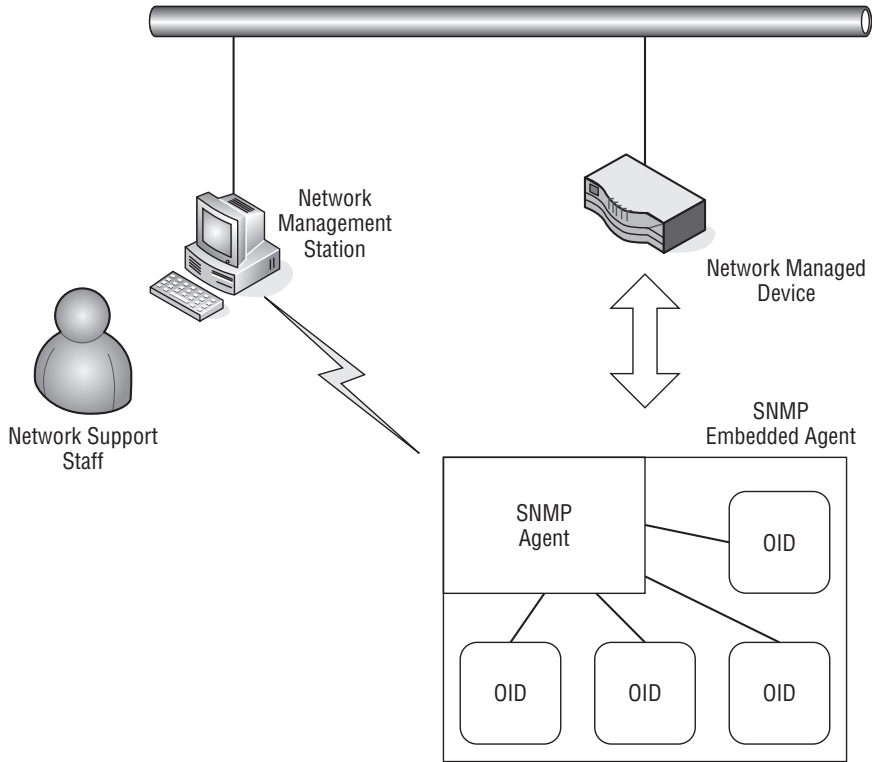 Network
Management
Station
Network Managed
Device
Network Support
Staff
SNMP
Embedded Agent
SNMP
Agent
OID
OID
OID
OID